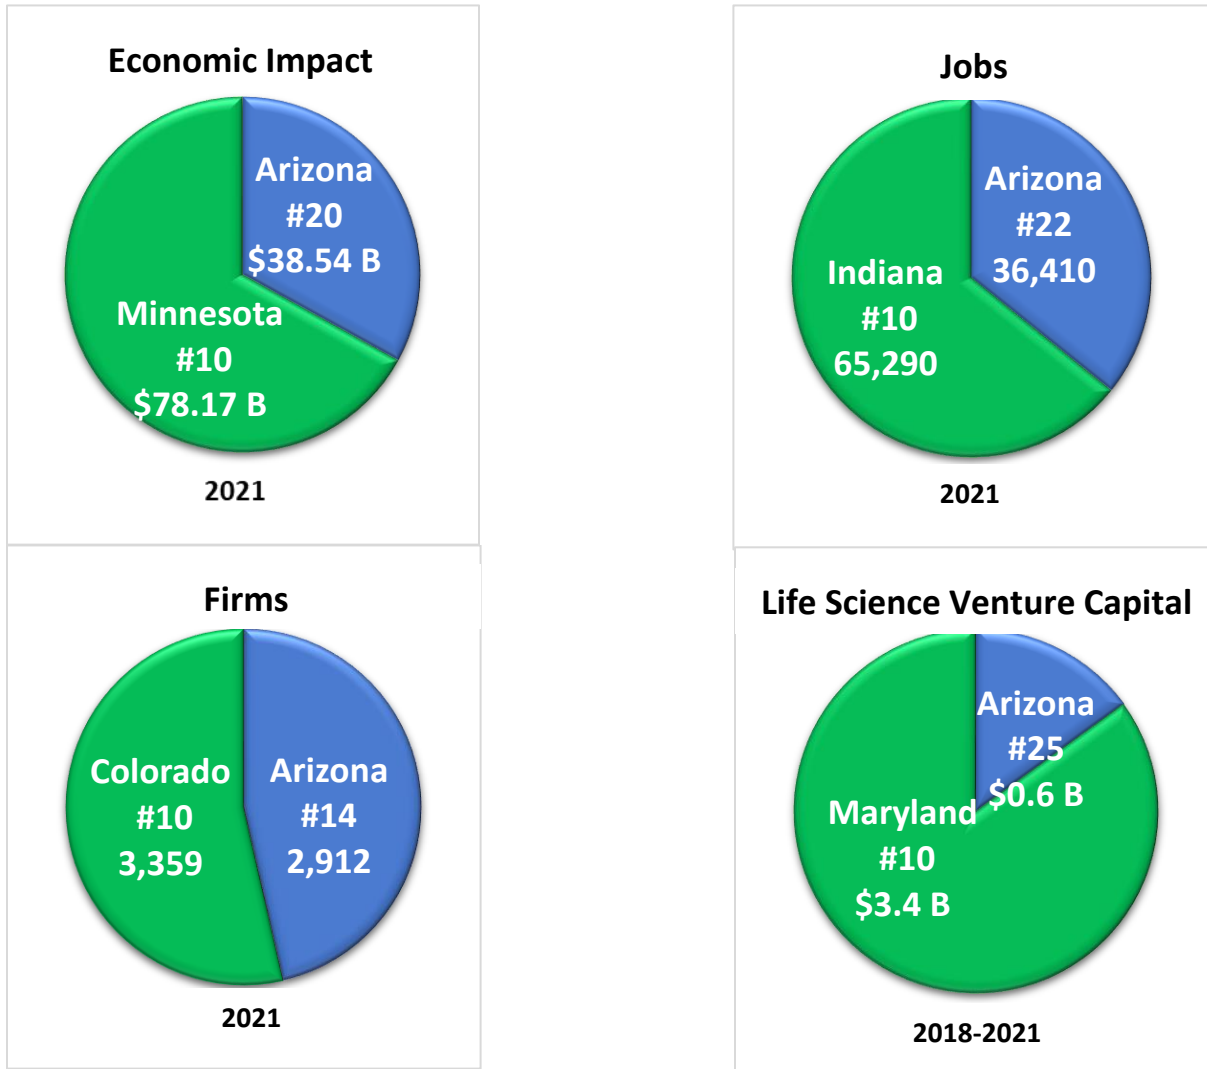 Economic Impact
Arizona
#20
$38.54 B
Minnesota
#10
$78.17 B
2021
Jobs
Arizona
#22
36,410
Indiana
#10
65,290
2021
Firms
Colorado
#10
3,359
Arizona
#14
2,912
2021
Life Science Venture Capital
Arizona
#25
$0.6 B
Maryland
#10
$3.4 B
2018-2021